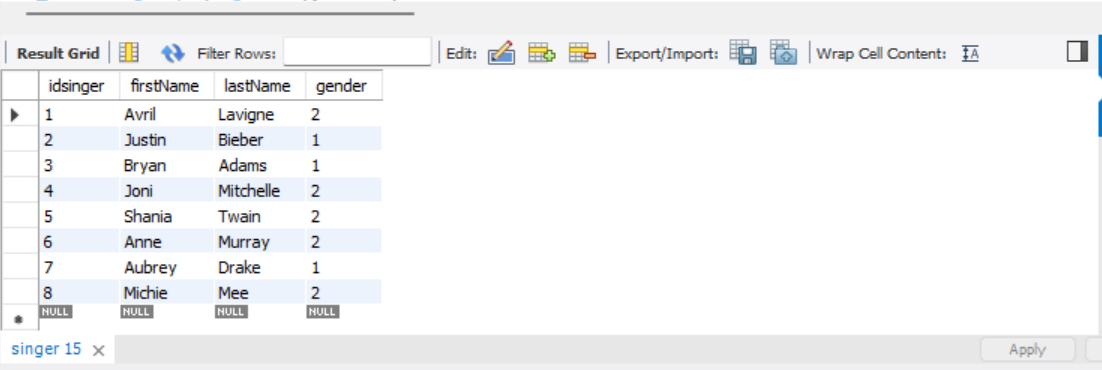 Result Grid Filter Rows: Edit: Export/Import: Wrap Cell Content: IA
idsinger firstName lastName gender
1 Avril Lavigne 2
2 Justin Bieber 1
3 Bryan Adams 1
4 Joni Mitchelle 2
5 Shania Twain 2
6 Anne Murray 2
7 Aubrey Drake 1
8 Michie Mee 2
NULL NULL NULL NULL
singer 15 Apply